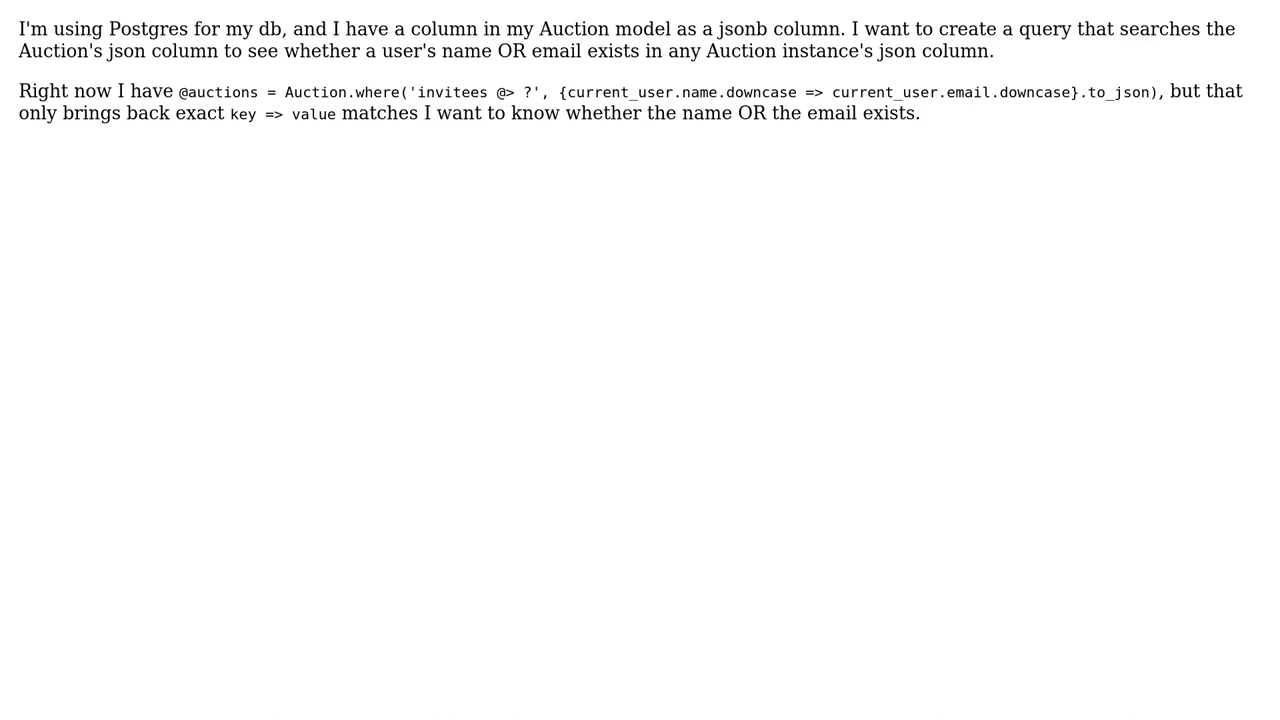 I'm using Postgres for my db, and I have a column in my Auction model as a jsonb column. I want to create a query that searches the
Auction's json column to see whether a user's name OR email exists in any Auction instance's json column.
Right now I have @auctions = Auction.where('invitees @> ?', {current_user.name.downcase => current_user.email.downcase}.to_json), but that
only brings back exact key => value matches I want to know whether the name OR the email exists.